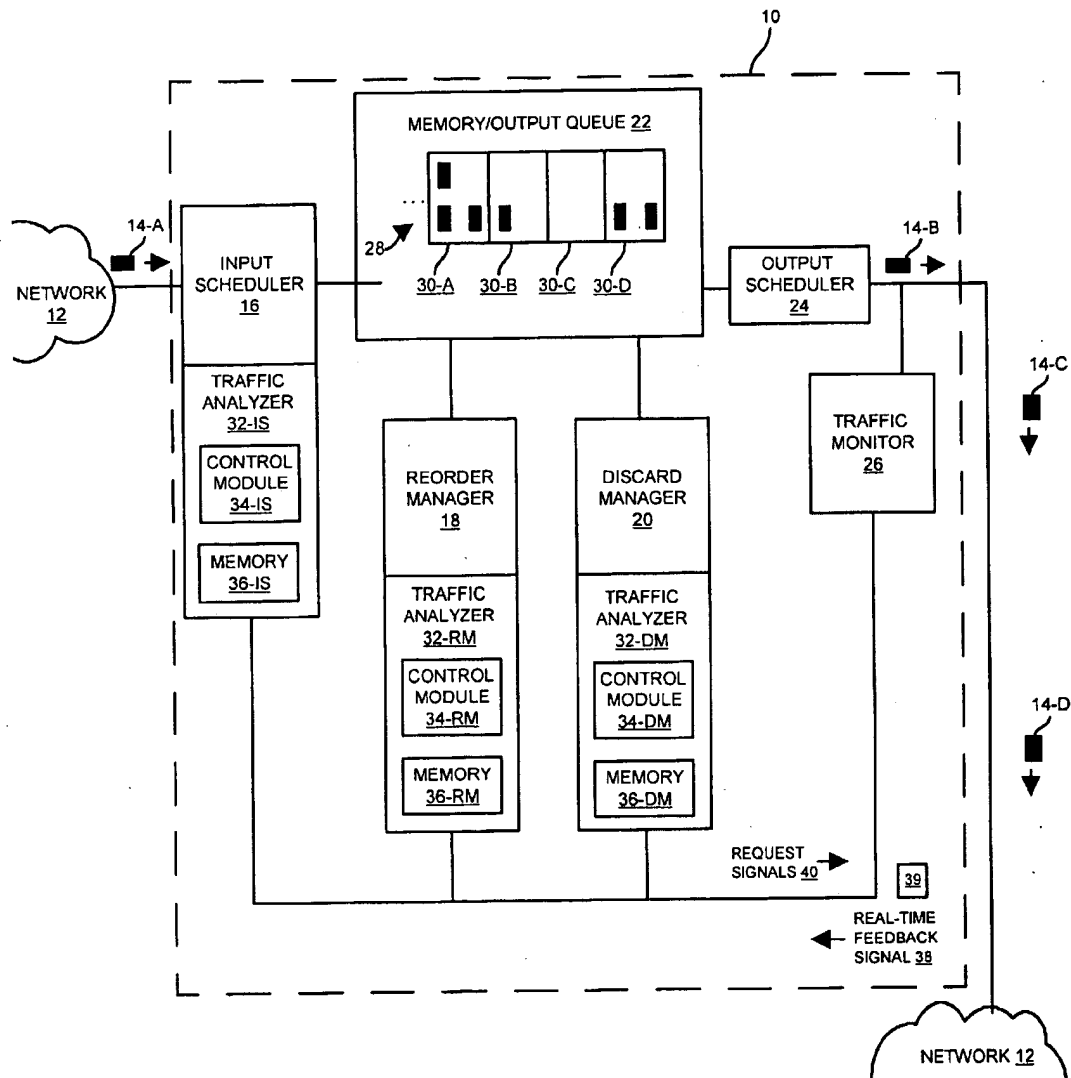 10
MEMORY/OUTPUT QUEUE 22
28
30-A
30-B
30-C
30-D
14-A
NETWORK
12
INPUT
SCHEDULER
16
OUTPUT
SCHEDULER
24
14-B
TRAFFIC
ANALYZER
32-IS
CONTROL
MODULE
34-IS
MEMORY
36-IS
REORDER
MANAGER
18
TRAFFIC
ANALYZER
32-RM
CONTROL
MODULE
34-RM
MEMORY
36-RM
DISCARD
MANAGER
20
TRAFFIC
ANALYZER
32-DM
CONTROL
MODULE
34-DM
MEMORY
36-DM
TRAFFIC
MONITOR
26
14-C
14-D
REQUEST
SIGNALS 40
39
REAL-TIME
FEEDBACK
SIGNAL 38
NETWORK 12